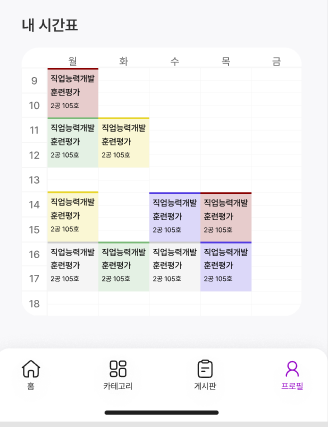 내 시간표
월 화 수 목 금
9
직업능력개발
훈련평가
10
2공 105호
11
직업능력개발 직업능력개발
훈련평가 훈련평가
12
2공 105호 2공 105호
13
14
직업능력개발 직업능력개발 직업능력개발
훈련평가 훈련평가 훈련평가
15
2공 105호 2공 105호 2공 105호
16
직업능력개발 직업능력개발 직업능력개발 직업능력개발
훈련평가 훈련평가 훈련평가 훈련평가
17
2공 105호 2공 105호 2공 105호 2공 105호
18
홈 카테고리 게시판 프로필